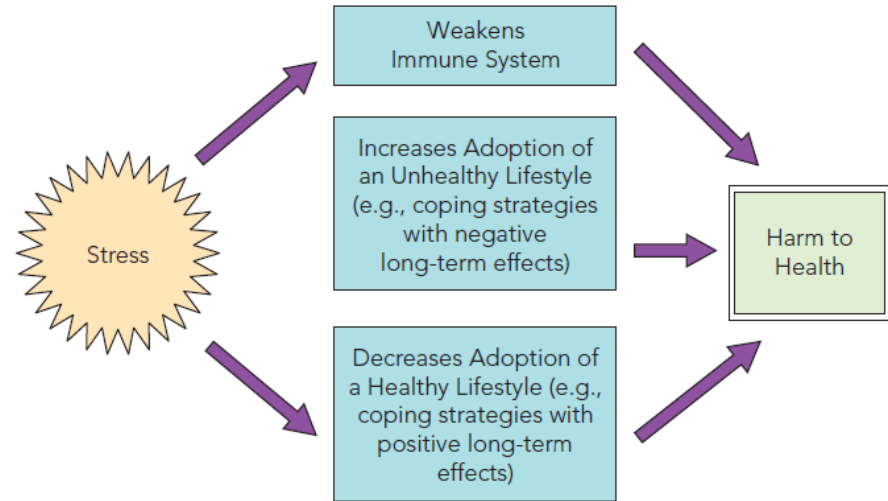 Weakens
Immune System
Increases Adoption of
an Unhealthy Lifestyle
(e.g., coping strategies
with negative
long-term effects)
Stress
Harm to
Health
Decreases Adoption of
a Healthy Lifestyle (e.g.,
coping strategies with
positive long-term
effects)